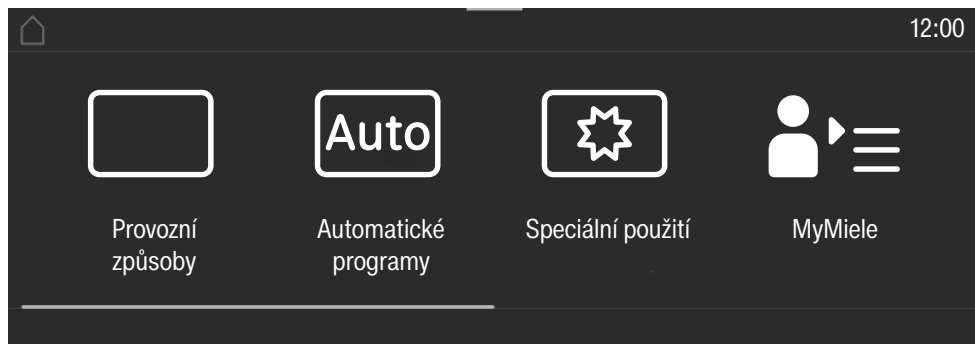 12:00
Auto
Provozní
způsoby
Automatické
programy
Speciální použití
MyMiele